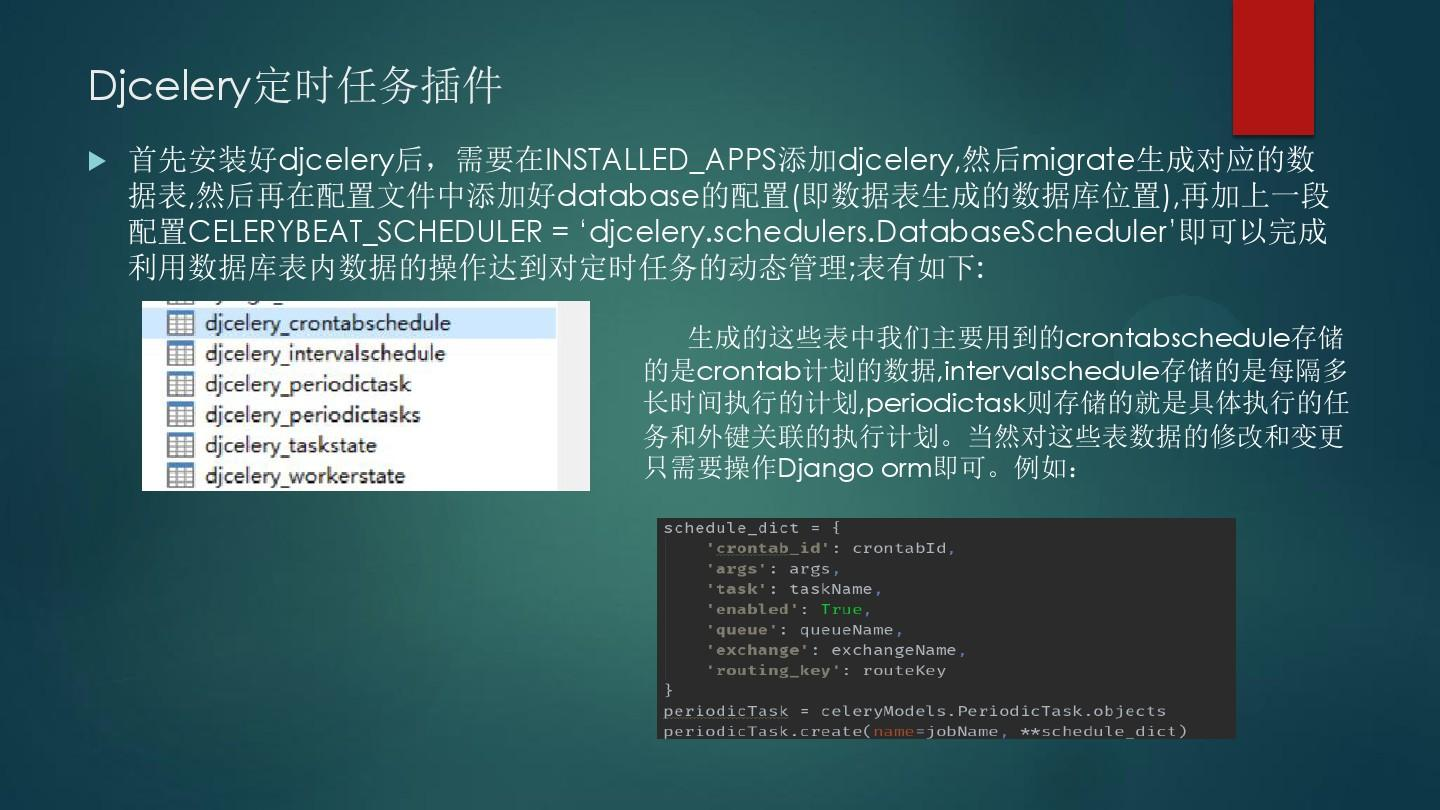 Djcelery定时任务插件
首先安装好djcelery后，需要在INSTALLED_APPS添加djcelery,然后migrate生成对应的数
据表,然后再在配置文件中添加好database的配置(即数据表生成的数据库位置),再加上一段
配置CELERYBEAT_SCHEDULER = ‘djcelery.schedulers.DatabaseScheduler’即可以完成
利用数据库表内数据的操作达到对定时任务的动态管理;表有如下:
djcelery_crontabschedule
djcelery_intervalschedule
djcelery_periodictask
djcelery_periodictasks
djcelery_taskstate
djcelery_workerstate
生成的这些表中我们主要用到的crontabschedule存储
的是crontab计划的数据,intervalschedule存储的是每隔多
长时间执行的计划,periodictask则存储的就是具体执行的任
务和外键关联的执行计划。当然对这些表数据的修改和变更
只需要操作Django orm即可。例如：
schedule_dict = {
'crontab_id': crontabId,
'args': args,
'task': taskName,
'enabled': True,
'queue': queueName,
'exchange': exchangeName,
'routing_key': routeKey
}
periodicTask = celeryModels.PeriodicTask.objects
periodicTask.create(name=jobName, **schedule_dict)